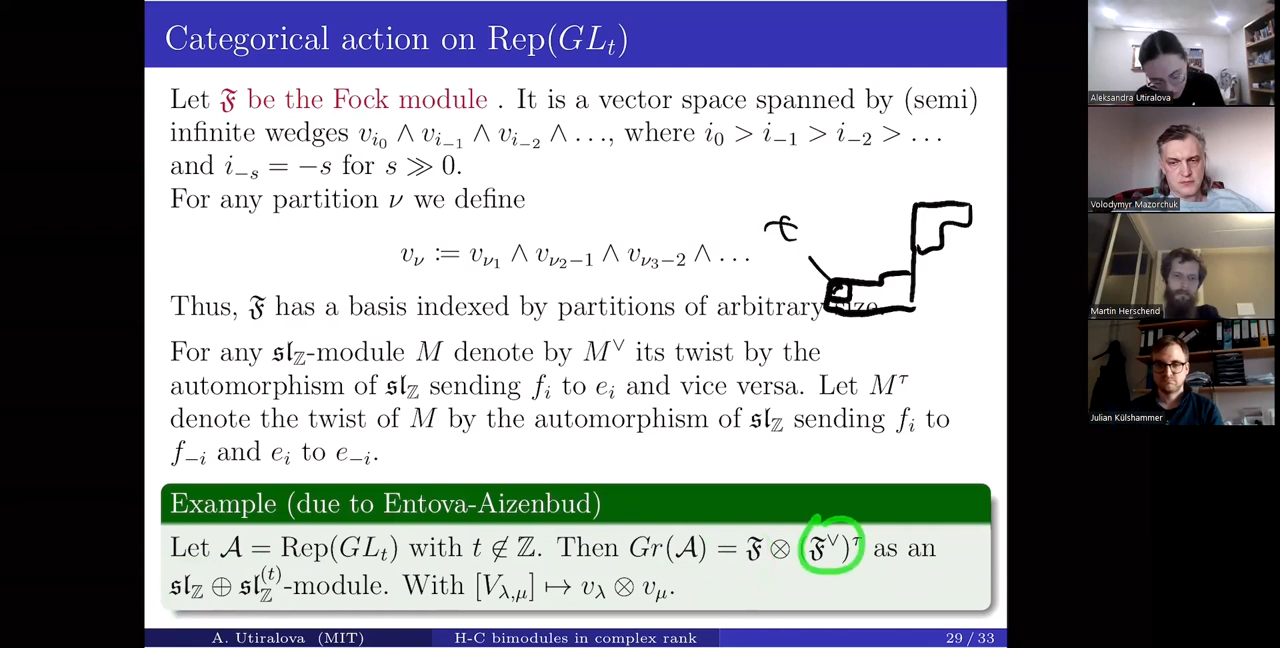 Categorical action on Rep(GL_t)
Let 𝔉 be the Fock module . It is a vector space spanned by (semi)
infinite wedges v_{i_0} ∧ v_{i_{-1}} ∧ v_{i_{-2}} ∧ …, where i_0 > i_{-1} > i_{-2} > …
and i_{-s} = −s for s ≫ 0.
For any partition ν we define
v_ν := v_{ν_1} ∧ v_{ν_2−1} ∧ v_{ν_3−2} ∧ …
Thus, 𝔉 has a basis indexed by partitions of arbitrary size.
For any 𝔰𝔩_ℤ-module M denote by M^∨ its twist by the
automorphism of 𝔰𝔩_ℤ sending f_i to e_i and vice versa. Let M^τ
denote the twist of M by the automorphism of 𝔰𝔩_ℤ sending f_i to
f_{−i} and e_i to e_{−i}.
Example (due to Entova-Aizenbud)
Let 𝒜 = Rep(GL_t) with t ∉ ℤ. Then Gr(𝒜) = 𝔉 ⊗ (𝔉^∨)^τ as an
𝔰𝔩_ℤ ⊕ 𝔰𝔩_ℤ^{(t)}-module. With [V_{λ,μ}] ↦ v_λ ⊗ v_μ.
A. Utiralova (MIT) H-C bimodules in complex rank 29 / 33
Aleksandra Utiralova
Volodymyr Mazorchuk
Martin Herschend
Julian Külshammer